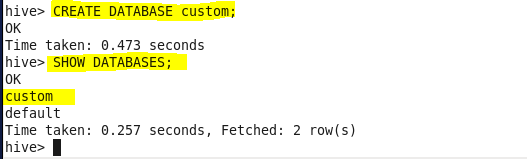 hive> CREATE DATABASE custom;
OK
Time taken: 0.473 seconds
hive> SHOW DATABASES;
OK
custom
default
Time taken: 0.257 seconds, Fetched: 2 row(s)
hive>